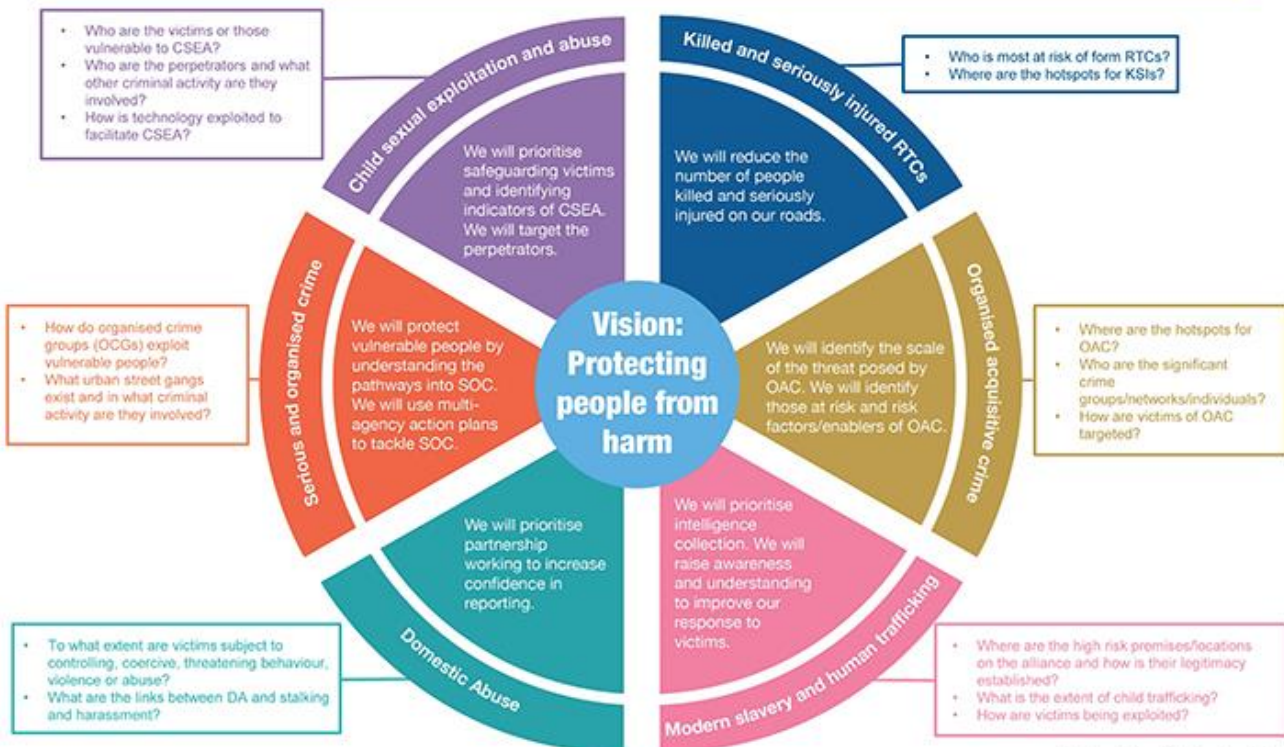 • Who are the victims or those
vulnerable to CSEA?
• Who are the perpetrators and what
other criminal activity are they
involved?
• How is technology exploited to
facilitate CSEA?
Child sexual exploitation and abuse
We will prioritise
safeguarding victims
and identifying
indicators of CSEA.
We will target the
perpetrators.
Killed and seriously injured RTCs
We will reduce the
number of people
killed and seriously
injured on our roads.
• Who is most at risk of form RTCs?
• Where are the hotspots for KSIs?
• How do organised crime
groups (OCGs) exploit
vulnerable people?
• What urban street gangs
exist and in what criminal
activity are they involved?
Serious and organised crime
We will protect
vulnerable people by
understanding the
pathways into SOC.
We will use multi-
agency action plans
to tackle SOC.
Vision:
Protecting
people from
harm
We will identify the scale
of the threat posed by
OAC. We will identify
those at risk and risk
factors/enablers of OAC.
Organised acquisitive crime
• Where are the hotspots for
OAC?
• Who are the significant
crime
groups/networks/individuals?
• How are victims of OAC
targeted?
• To what extent are victims subject to
controlling, coercive, threatening behaviour,
violence or abuse?
• What are the links between DA and stalking
and harassment?
Domestic Abuse
We will prioritise
partnership
working to increase
confidence in
reporting.
We will prioritise
intelligence
collection. We will
raise awareness
and understanding
to improve our
response to
victims.
Modern slavery and human trafficking
• Where are the high risk premises/locations
on the alliance and how is their legitimacy
established?
• What is the extent of child trafficking?
• How are victims being exploited?